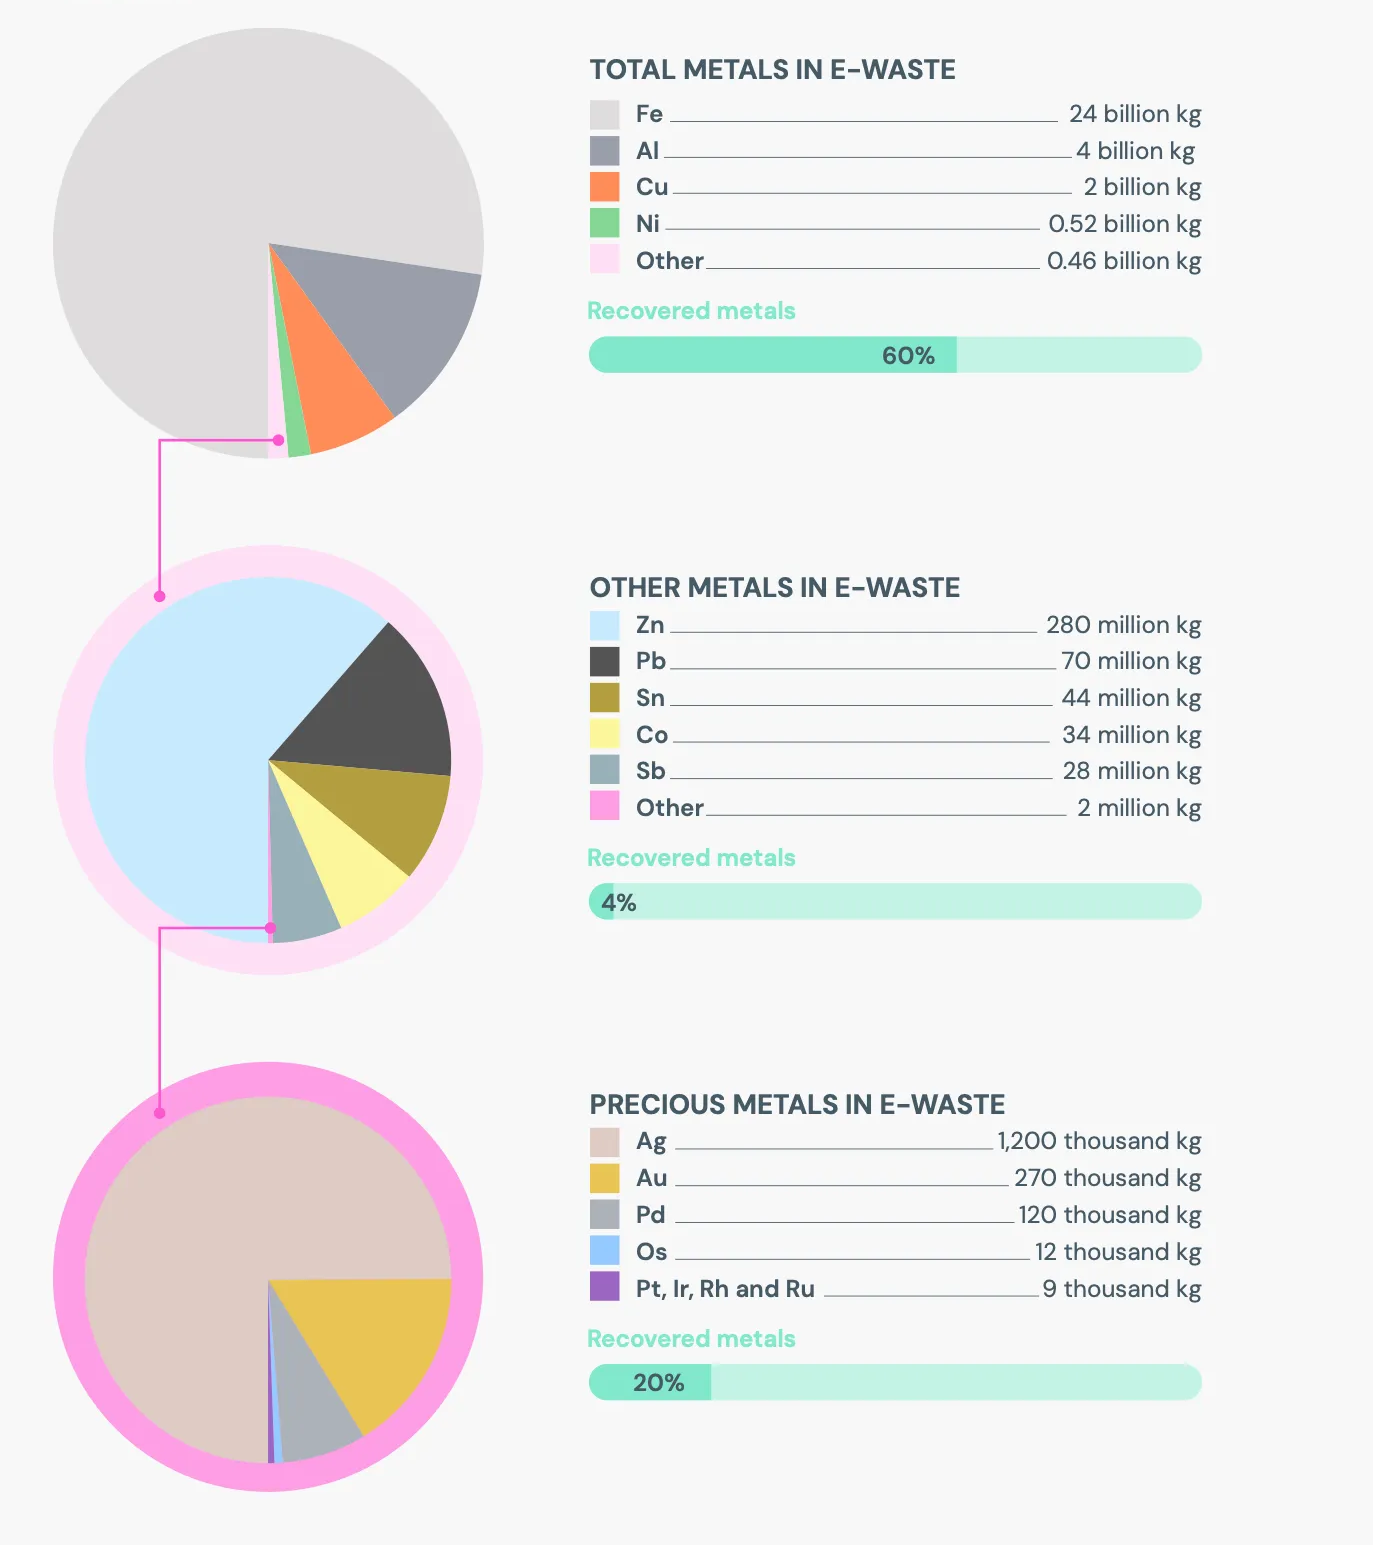 TOTAL METALS IN E-WASTE
Fe 24 billion kg
Al 4 billion kg
Cu 2 billion kg
Ni 0.52 billion kg
Other 0.46 billion kg
Recovered metals
60%
OTHER METALS IN E-WASTE
Zn 280 million kg
Pb 70 million kg
Sn 44 million kg
Co 34 million kg
Sb 28 million kg
Other 2 million kg
Recovered metals
4%
PRECIOUS METALS IN E-WASTE
Ag 1,200 thousand kg
Au 270 thousand kg
Pd 120 thousand kg
Os 12 thousand kg
Pt, Ir, Rh and Ru 9 thousand kg
Recovered metals
20%